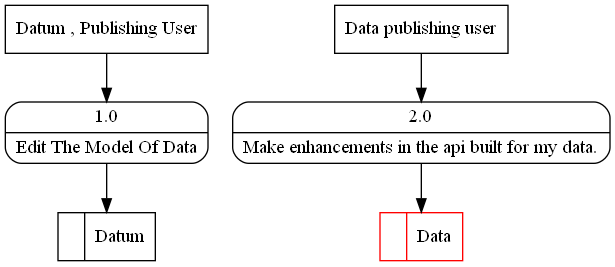 Datum , Publishing User
Data publishing user
1.0
Edit The Model Of Data
2.0
Make enhancements in the api built for my data.
Datum
Data